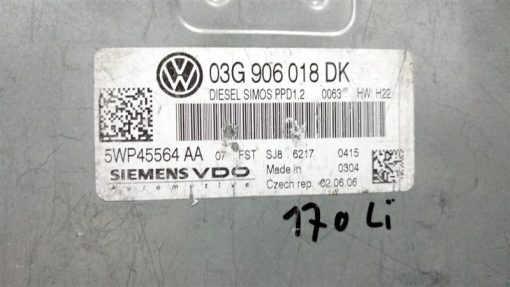 03G 906 018 DK
DIESEL SIMOS PPD1.2 0063 HW: H22
5WP45564 AA 07 FST SJ8 6217 0415
SIEMENS VDO Made in 0304
Automotive Czech rep. 02.06.06
170 Li